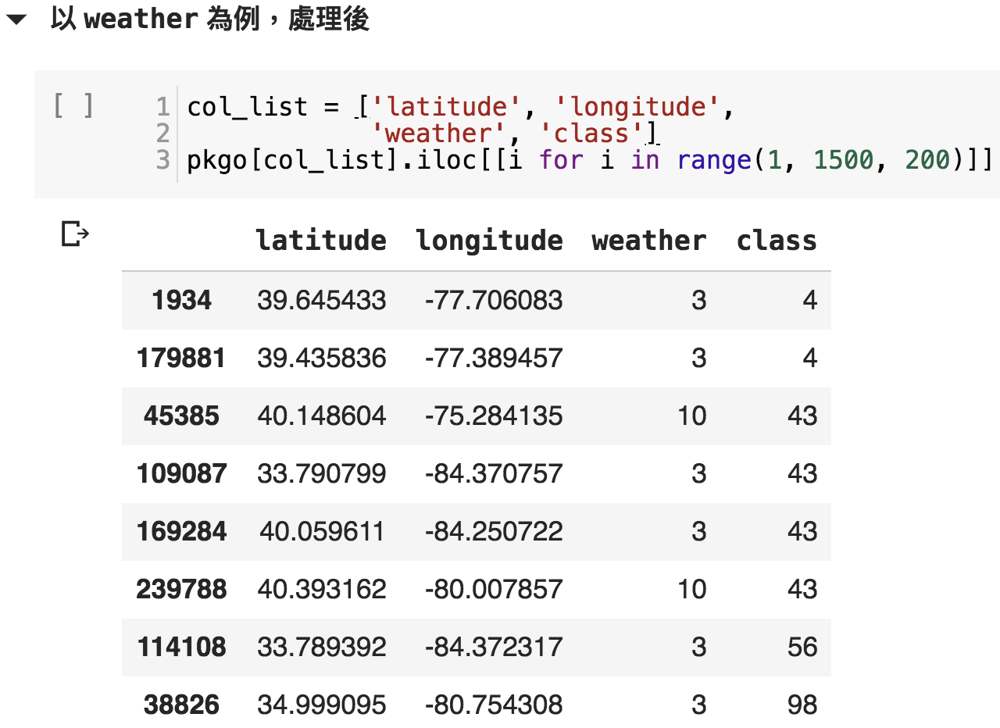 以 weather 為例，處理後
[ ] 1 col_list = ['latitude', 'longitude',
2 'weather', 'class']
3 pkgo[col_list].iloc[[i for i in range(1, 1500, 200)]]
latitude longitude weather class
1934 39.645433 -77.706083 3 4
179881 39.435836 -77.389457 3 4
45385 40.148604 -75.284135 10 43
109087 33.790799 -84.370757 3 43
169284 40.059611 -84.250722 3 43
239788 40.393162 -80.007857 10 43
114108 33.789392 -84.372317 3 56
38826 34.999095 -80.754308 3 98